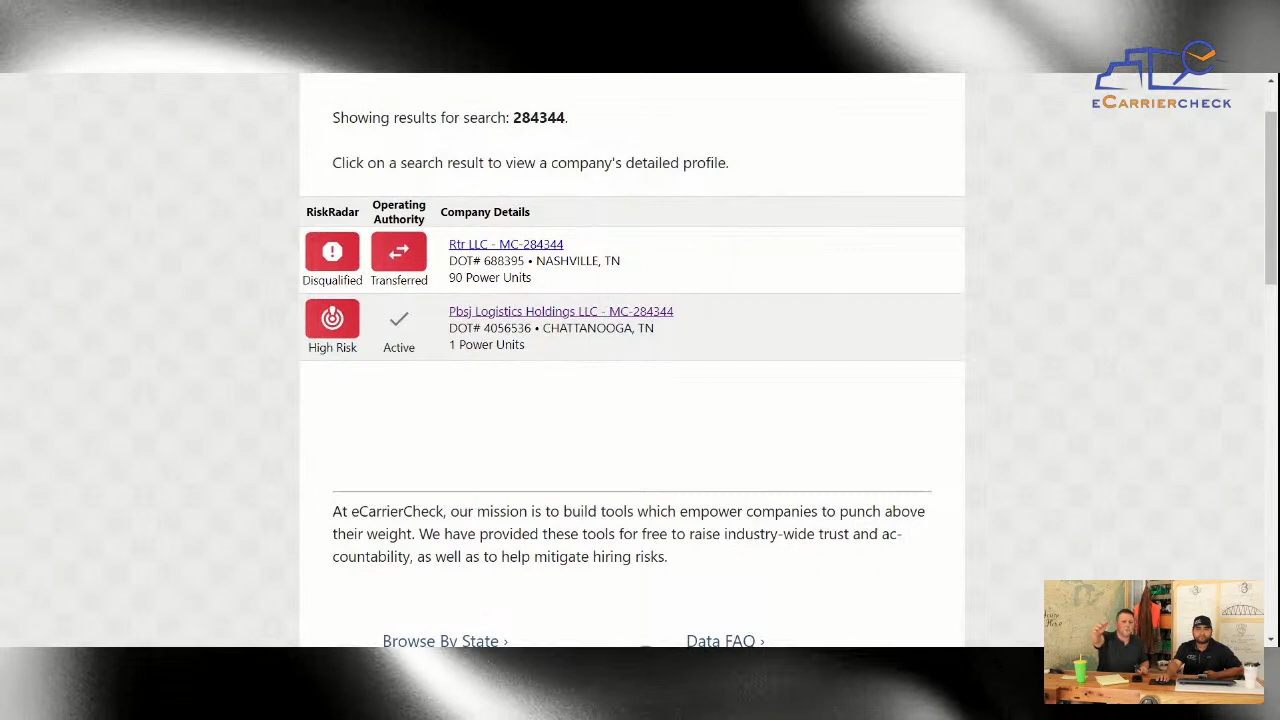 eCARRIERCHECK
Showing results for search: 284344.
Click on a search result to view a company's detailed profile.
RiskRadar
Operating
Authority
Company Details
Disqualified
Transferred
Rtr LLC - MC-284344
DOT# 688395 • NASHVILLE, TN
90 Power Units
High Risk
Active
Pbsj Logistics Holdings LLC - MC-284344
DOT# 4056536 • CHATTANOOGA, TN
1 Power Units
At eCarrierCheck, our mission is to build tools which empower companies to punch above
their weight. We have provided these tools for free to raise industry-wide trust and ac-
countability, as well as to help mitigate hiring risks.
Browse By State ›
Data FAQ ›